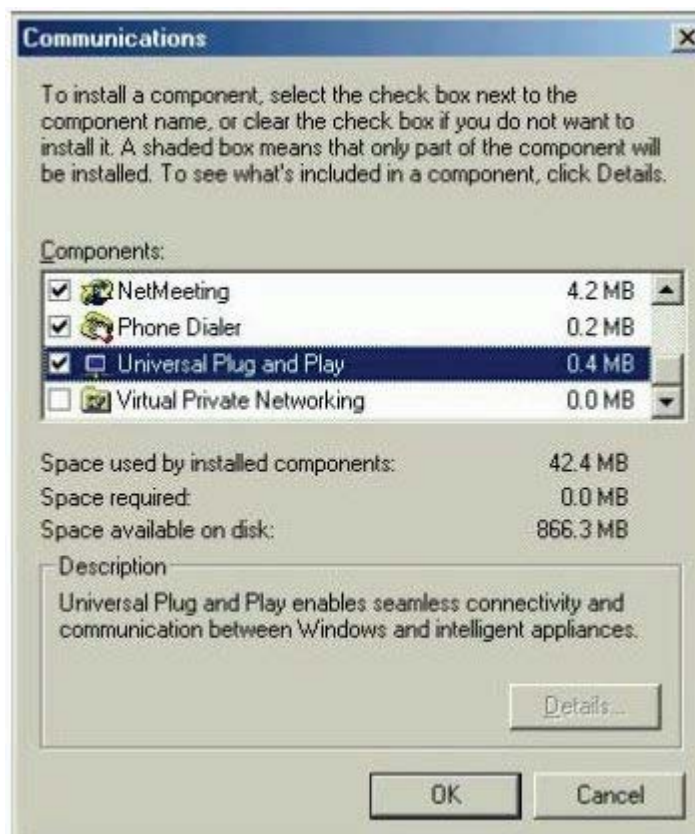 Communications
To install a component, select the check box next to the
component name, or clear the check box if you do not want to
install it. A shaded box means that only part of the component will
be installed. To see what's included in a component, click Details.
Components:
NetMeeting 4.2 MB
Phone Dialer 0.2 MB
Universal Plug and Play 0.4 MB
Virtual Private Networking 0.0 MB
Space used by installed components: 42.4 MB
Space required: 0.0 MB
Space available on disk: 866.3 MB
Description
Universal Plug and Play enables seamless connectivity and
communication between Windows and intelligent appliances.
Details...
OK Cancel